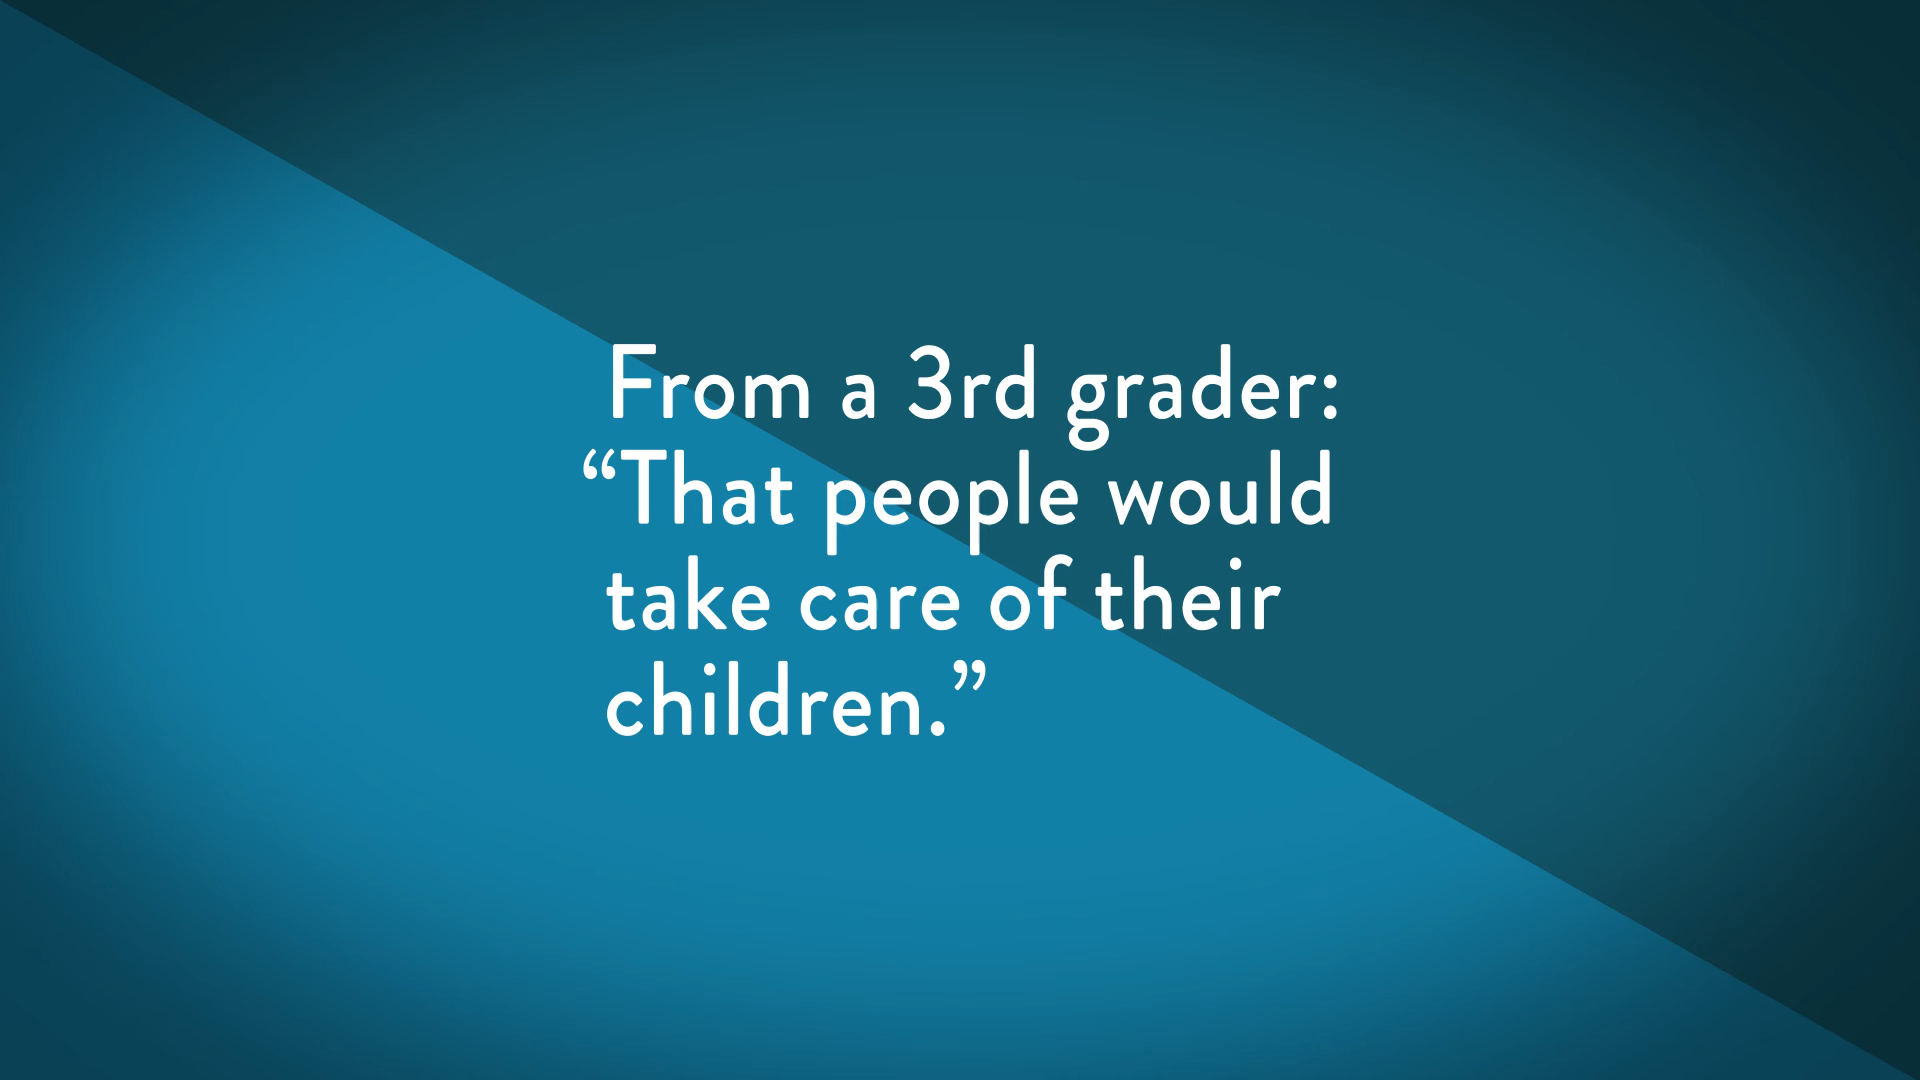 From a 3rd grader:
“That people would
take care of their
children.”